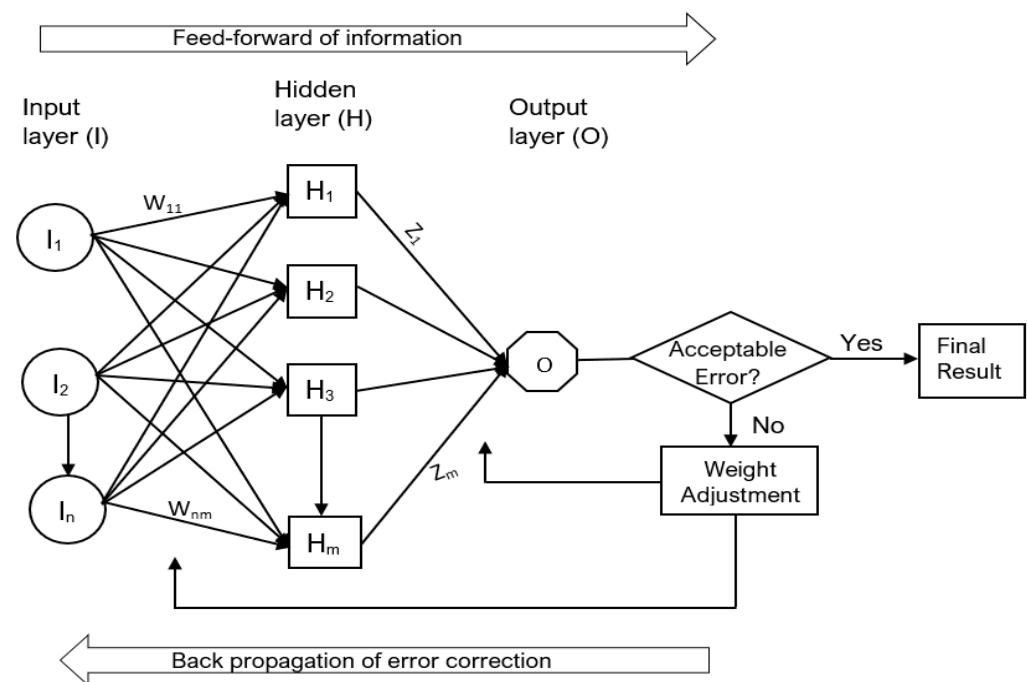 Feed-forward of information
Input
layer (I)
Hidden
layer (H)
Output
layer (O)
I₁
I₂
Iₙ
W₁₁
Wₙₘ
H₁
H₂
H₃
Hₘ
Z₁
Zₘ
O
Acceptable
Error?
Yes
No
Final
Result
Weight
Adjustment
Back propagation of error correction